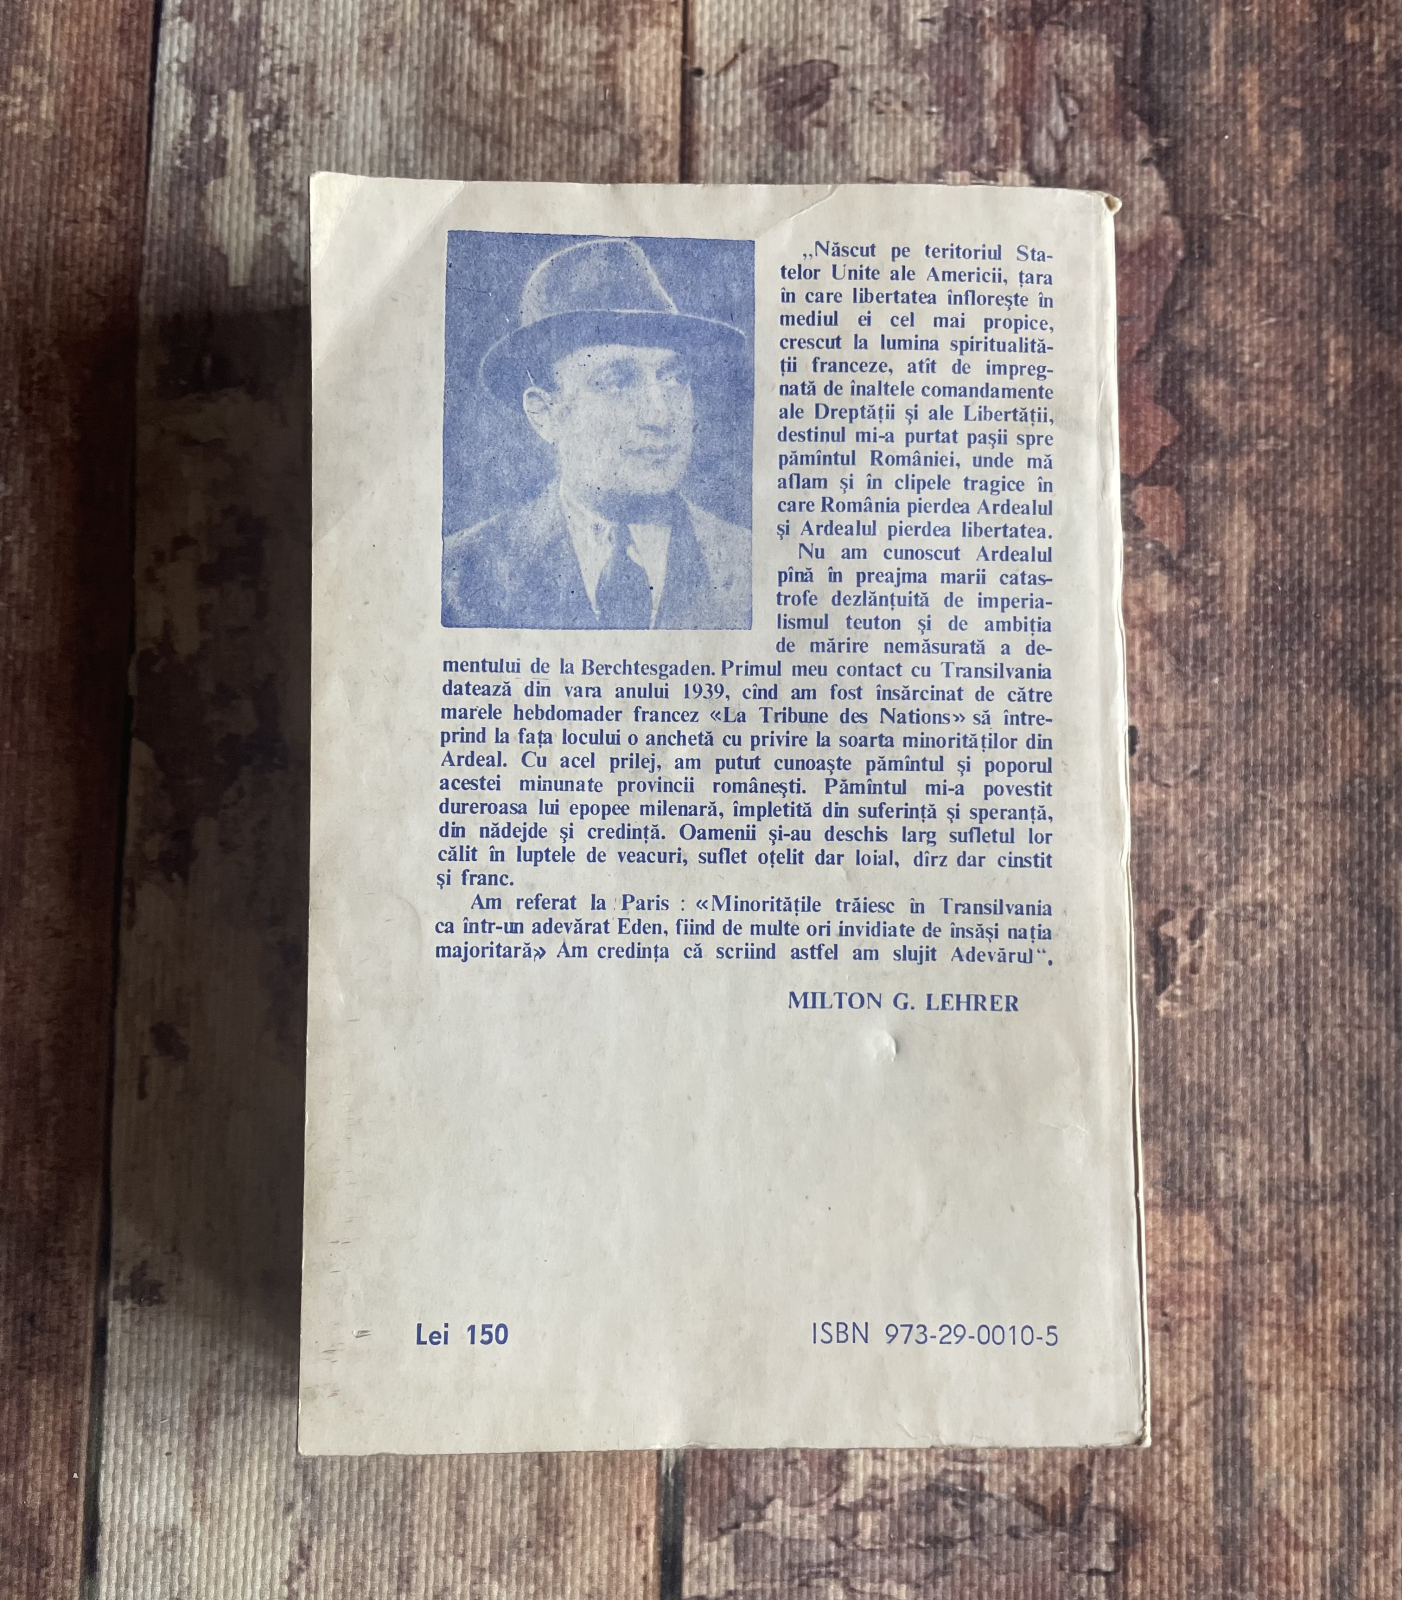 „Născut pe teritoriul Sta-
telor Unite ale Americii, țara
în care libertatea înflorește în
mediul ei cel mai propice,
crescut la lumina spiritualită-
ții franceze, atît de impreg-
nată de înaltele comandamente
ale Dreptății și ale Libertății,
destinul mi-a purtat pașii spre
pămîntul României, unde mă
aflam și în clipele tragice în
care România pierdea Ardealul
și Ardealul pierdea libertatea.
Nu am cunoscut Ardealul
pînă în preajma marii catas-
trofe dezlănțuită de imperia-
lismul teuton și de ambiția
de mărire nemăsurată a de-
mentului de la Berchtesgaden. Primul meu contact cu Transilvania
datează din vara anului 1939, cînd am fost însărcinat de către
marele hebdomader francez «La Tribune des Nations» să între-
prind la fața locului o anchetă cu privire la soarta minorităților din
Ardeal. Cu acel prilej, am putut cunoaște pămîntul și poporul
acestei minunate provincii românești. Pămîntul mi-a povestit
dureroasa lui epopee milenară, împletită din suferință și speranță,
din nădejde și credință. Oamenii și-au deschis larg sufletul lor
călit în luptele de veacuri, suflet oțelit dar loial, dîrz dar cinstit
și franc.
Am referat la Paris : «Minoritățile trăiesc în Transilvania
ca într-un adevărat Eden, fiind de multe ori invidiate de însăși nația
majoritară» Am credința că scriind astfel am slujit Adevărul“.
MILTON G. LEHRER
Lei 150
ISBN 973-29-0010-5